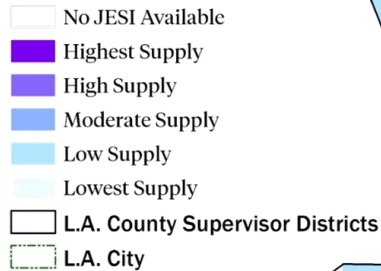 No JESI Available
Highest Supply
High Supply
Moderate Supply
Low Supply
Lowest Supply
L.A. County Supervisor Districts
L.A. City